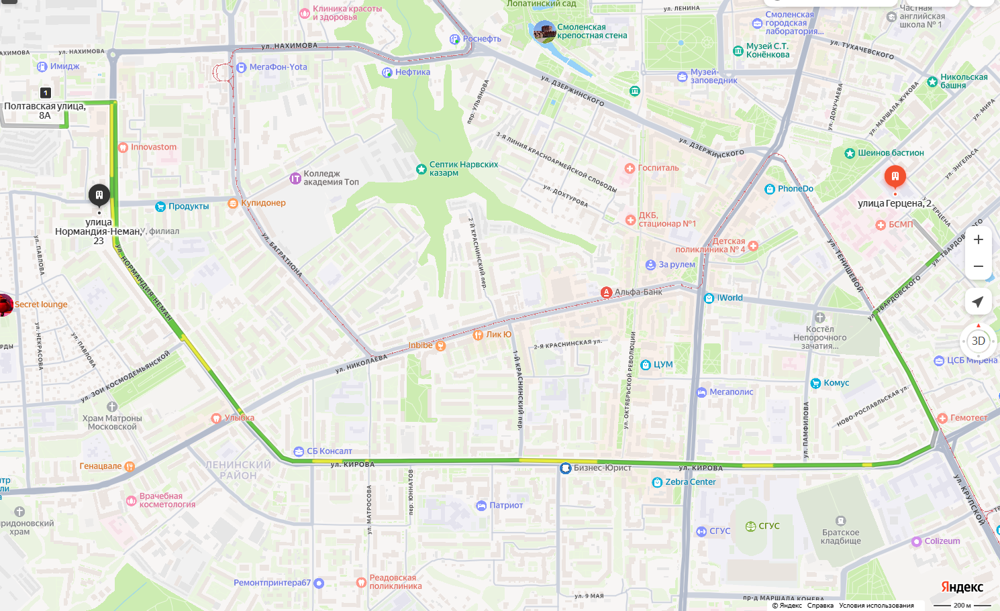 Лопатинский сад
Клиника красоты
и здоровья
ул. ЛЕНИНА
Частная
английская
школа № 1
Смоленская
городская
лаборатория...
Смоленская
крепостная стена
Роснефть
ул. НАХИМОВА
ул. НАХИМОВА
НАХИМОВА
ул. ТУХАЧЕВСКОГО
Музей С.Т.
Конёнкова
Имидж
МегаФон-Yota
Нефтика
Музей-
заповедник
Никольская
башня
1
Полтавская улица,
8А
пер. УЛЬЯНОВА
ул. ДЗЕРЖИНСКОГО
ул. ДОКУЧАЕВА
ул. МАРШАЛА ЖУКОВА
ул. МИРА
Innovastom
3-я ЛИНИЯ КРАСНОАРМЕЙСКОЙ СЛОБОДЫ
ул. ДЗЕРЖИНСКОГО
Шеинов бастион
ул. ЭНГЕЛЬСА
Септик Нарвских
казарм
Госпиталь
Колледж
академия Топ
PhoneDo
ул. ДОХТУРОВА
улица Герцена, 2
ГЕРЦЕНА
Продукты
Купидонер
улица
Нормандия-Неман,
23
У, филиал
ДКБ,
стационар №1
БСМП
2-й КРАСНИНСКИЙ пер.
Детская
поликлиника № 4
ул. ТЕНИШЕВОЙ
ул. ТВАРДОВСКОГО
ул. ПАВЛОВА
ул. НОРМАНДИЯ-НЕМАН
ул. БАГРАТИОНА
За рулем
Альфа-Банк
IWorld
ул. ТВАРДОВСКОГО
Secret lounge
Костёл
Непорочного
зачатия...
3D
ул. НЕКРАСОВА
ул. ПАВЛОВА
Лик Ю
Inbibe
2-я КРАСНИНСКАЯ ул.
1-й КРАСНИНСКИЙ пер.
ул. ОКТЯБРЬСКОЙ РЕВОЛЮЦИИ
ул. НИКОЛАЕВА
ЦУМ
ЦСБ Мирена
ул. ЗОИ КОСМОДЕМЬЯНСКОЙ
Комус
Мегаполис
НОВО-РОСЛАВЛЬСКАЯ ул.
ул. ПАМФИЛОВА
Храм Матроны
Московской
Улыбка
Гемотест
СБ Консалт
Генацвале
ЛЕНИНСКИЙ
РАЙОН
ул. КИРОВА
Бизнес-Юрист
ул. КИРОВА
Zebra Center
ул. КРУПСКОЙ
пер. ЮННАТОВ
ул. МАТРОСОВА
Врачебная
косметология
Патриот
СГУС
СГУС
Братское
кладбище
Colizeum
храм
Ремонтпринтера67
Реадовская
поликлиника
Яндекс
ул. 9 МАЯ
пр-д МАРШАЛА КОНЕВА
© Яндекс Справка Условия использования
200 м